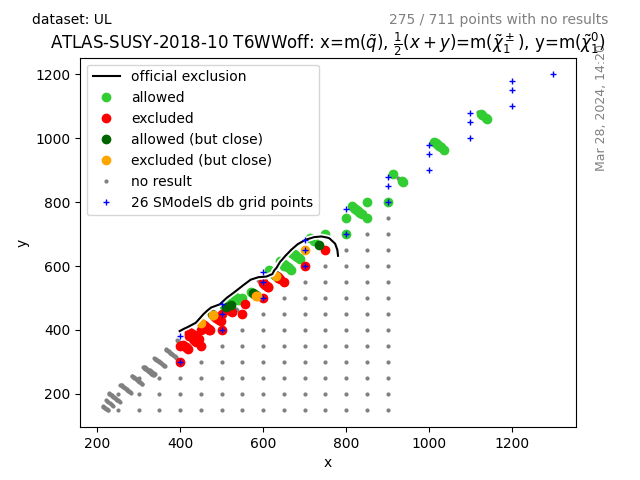 dataset: UL
275 / 711 points with no results
ATLAS-SUSY-2018-10 T6WWoff: x=m(q̃), ½(x + y)=m(χ̃₁±), y=m(χ̃₁⁰)
Mar 28, 2024, 14:20
official exclusion
allowed
excluded
allowed (but close)
excluded (but close)
no result
26 SModelS db grid points
y
1200
1000
800
600
400
200
200 400 600 800 1000 1200
x